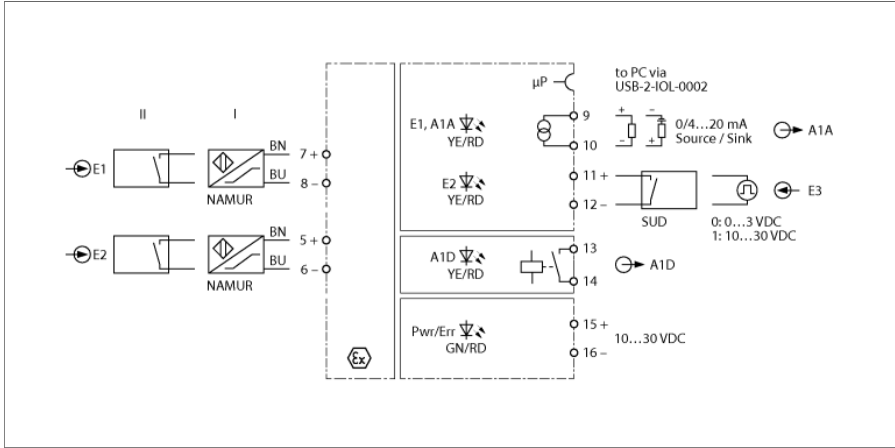 II
I
E1
BN
7 +
BU
8 –
NAMUR
E2
BN
5 +
BU
6 –
NAMUR
Ex
µP
to PC via
USB-2-IOL-0002
E1, A1A
YE/RD
9
10
+
–
–
+
0/4...20 mA
Source / Sink
A1A
E2
YE/RD
11 +
12 –
SUD
E3
0: 0...3 VDC
1: 10...30 VDC
A1D
YE/RD
13
14
A1D
Pwr/Err
GN/RD
15 +
16 –
10...30 VDC